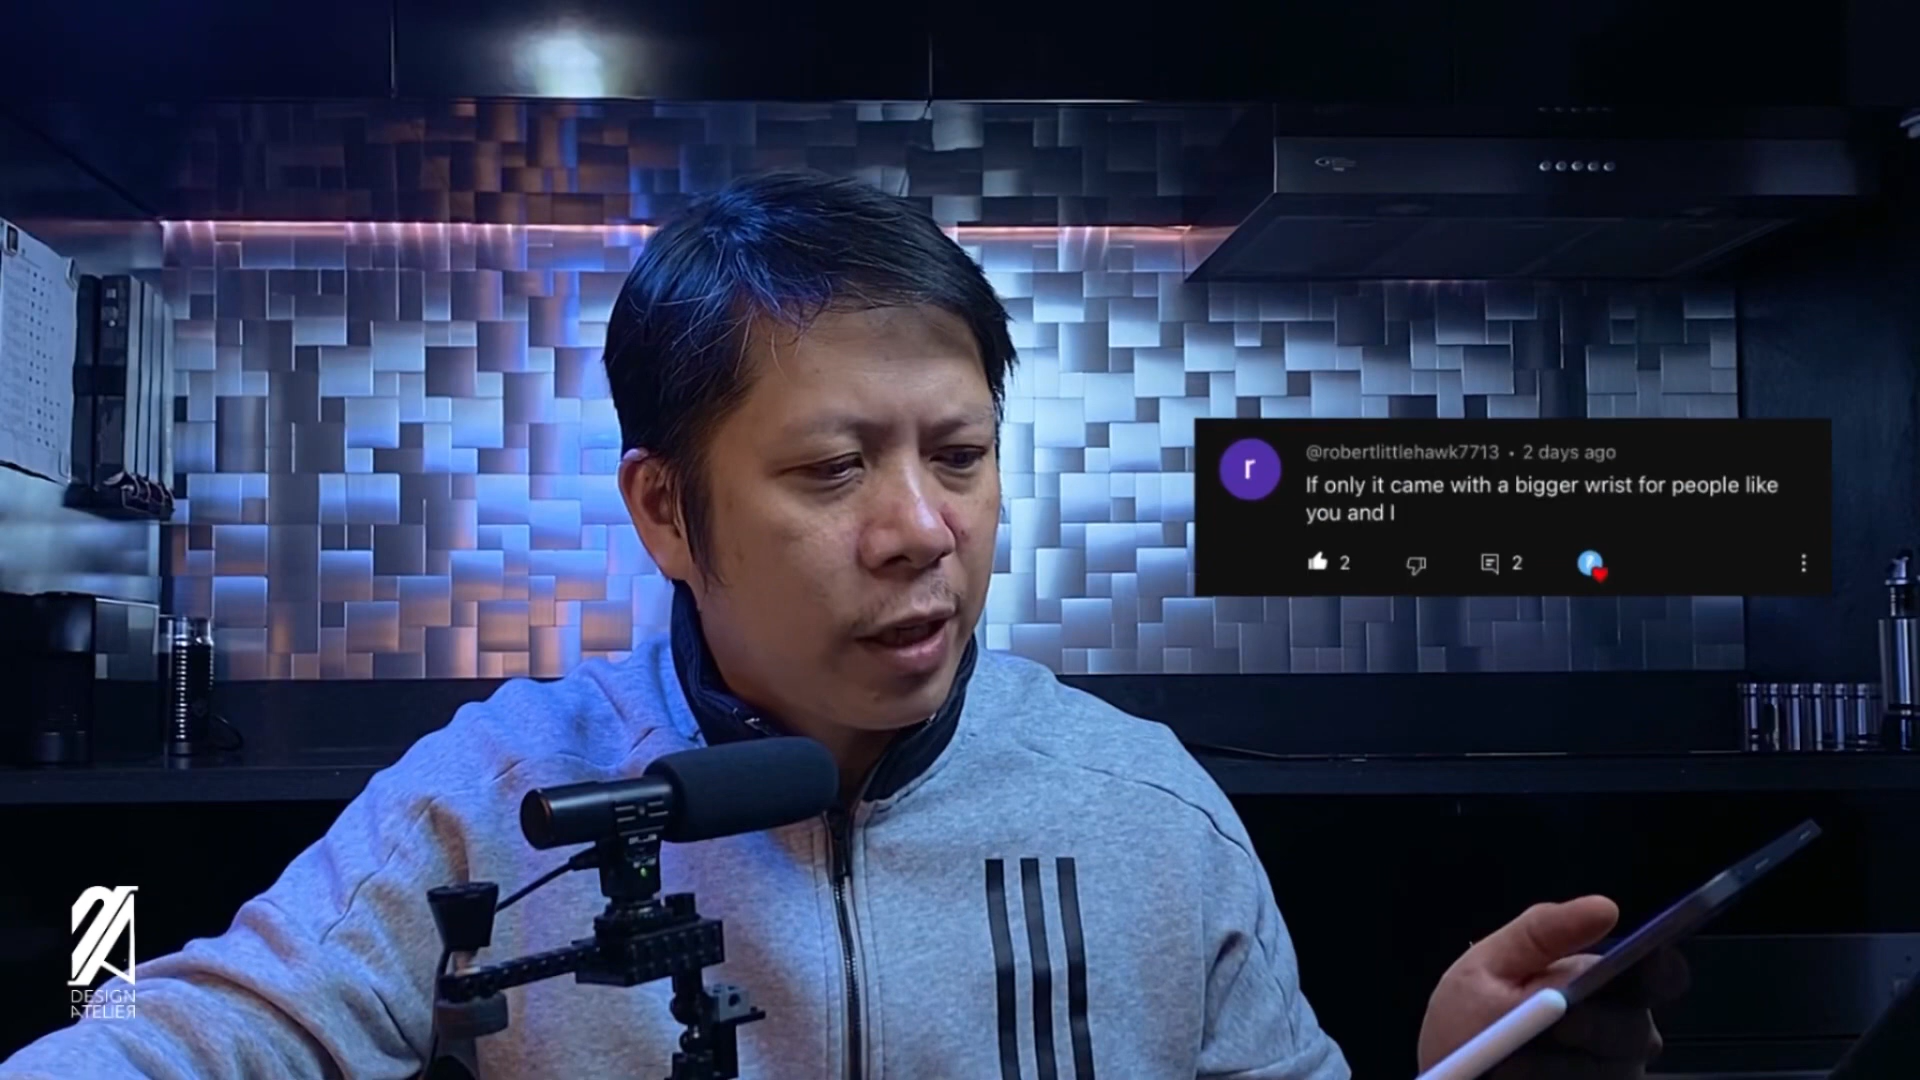 @robertlittlehawk7713 • 2 days ago
r
If only it came with a bigger wrist for people like
you and I
2
2
DESIGN
ATELIER